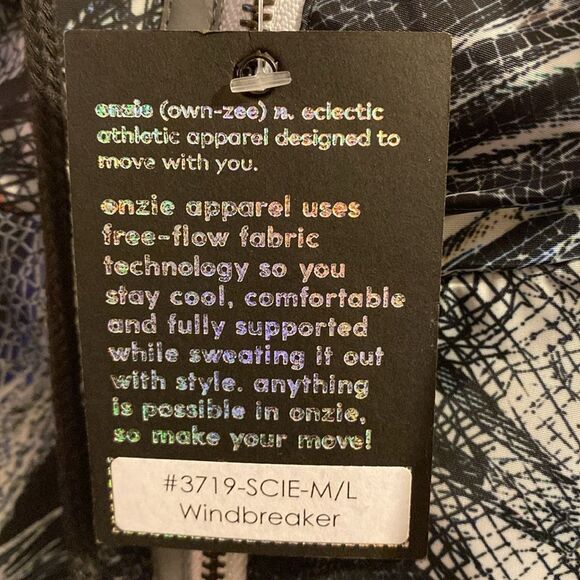 onzie (own-zee) n. eclectic
athletic apparel designed to
move with you.
onzie apparel uses
free-flow fabric
technology so you
stay cool, comfortable
and fully supported
while sweating it out
with style. anything
is possible in onzie,
so make your move!
#3719-SCIE-M/L
Windbreaker